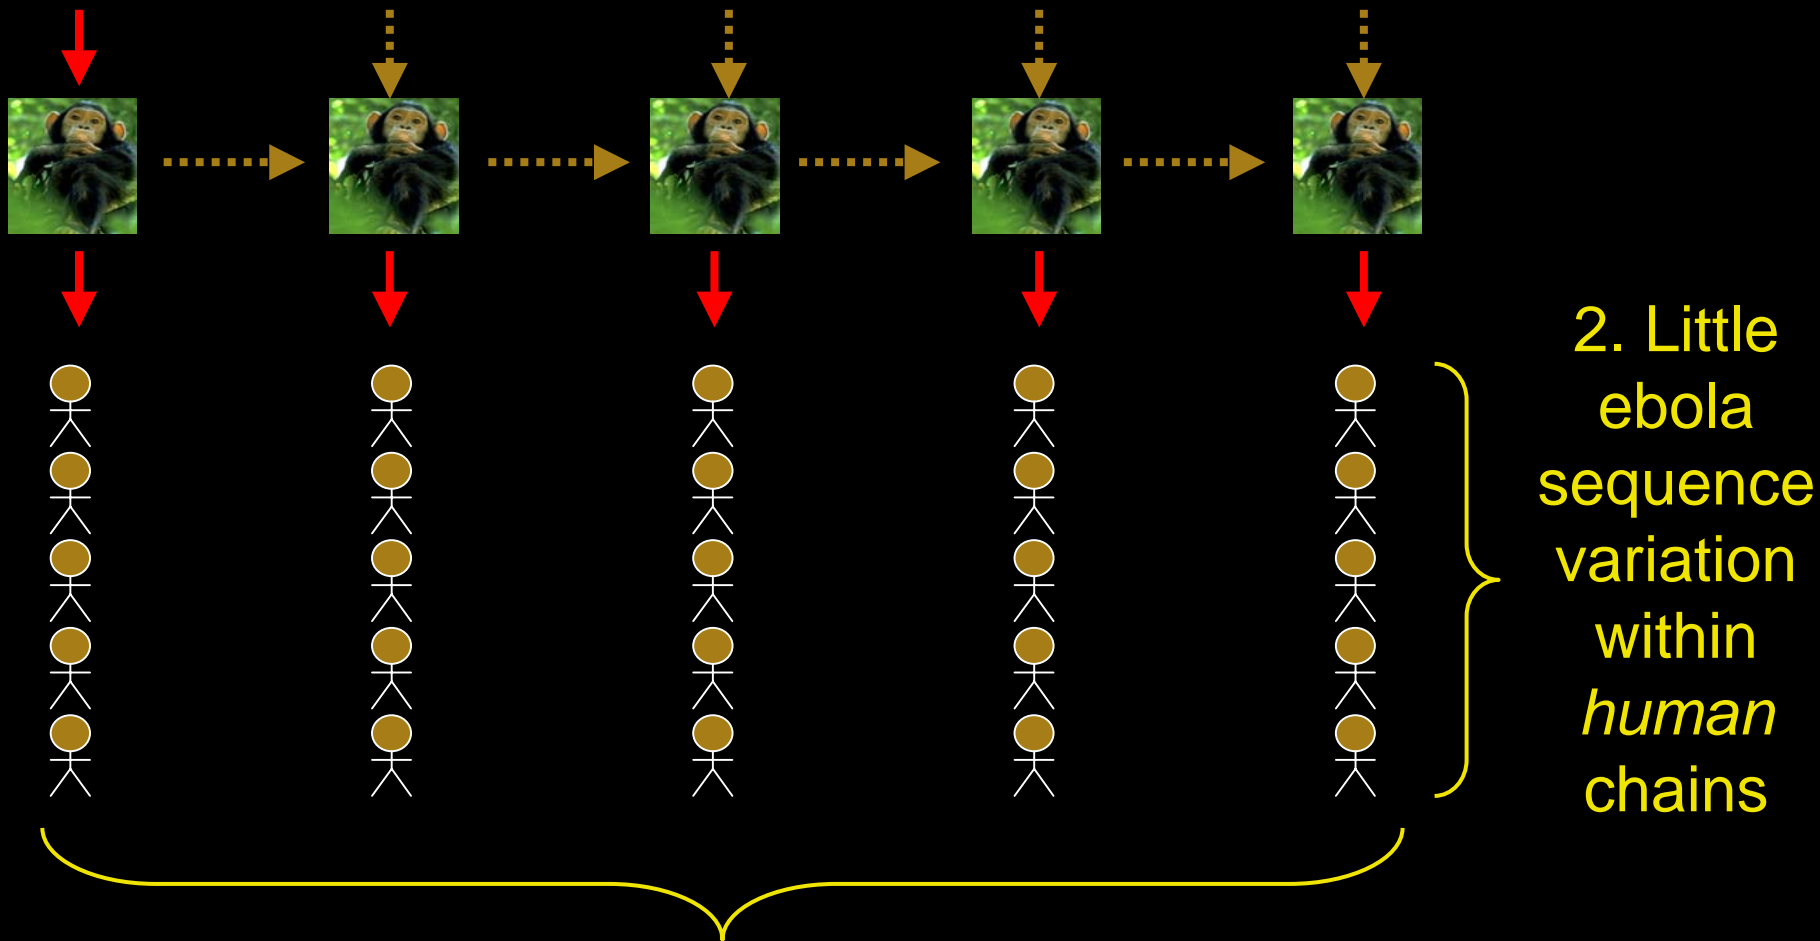 2. Little
ebola
sequence
variation
within
human
chains